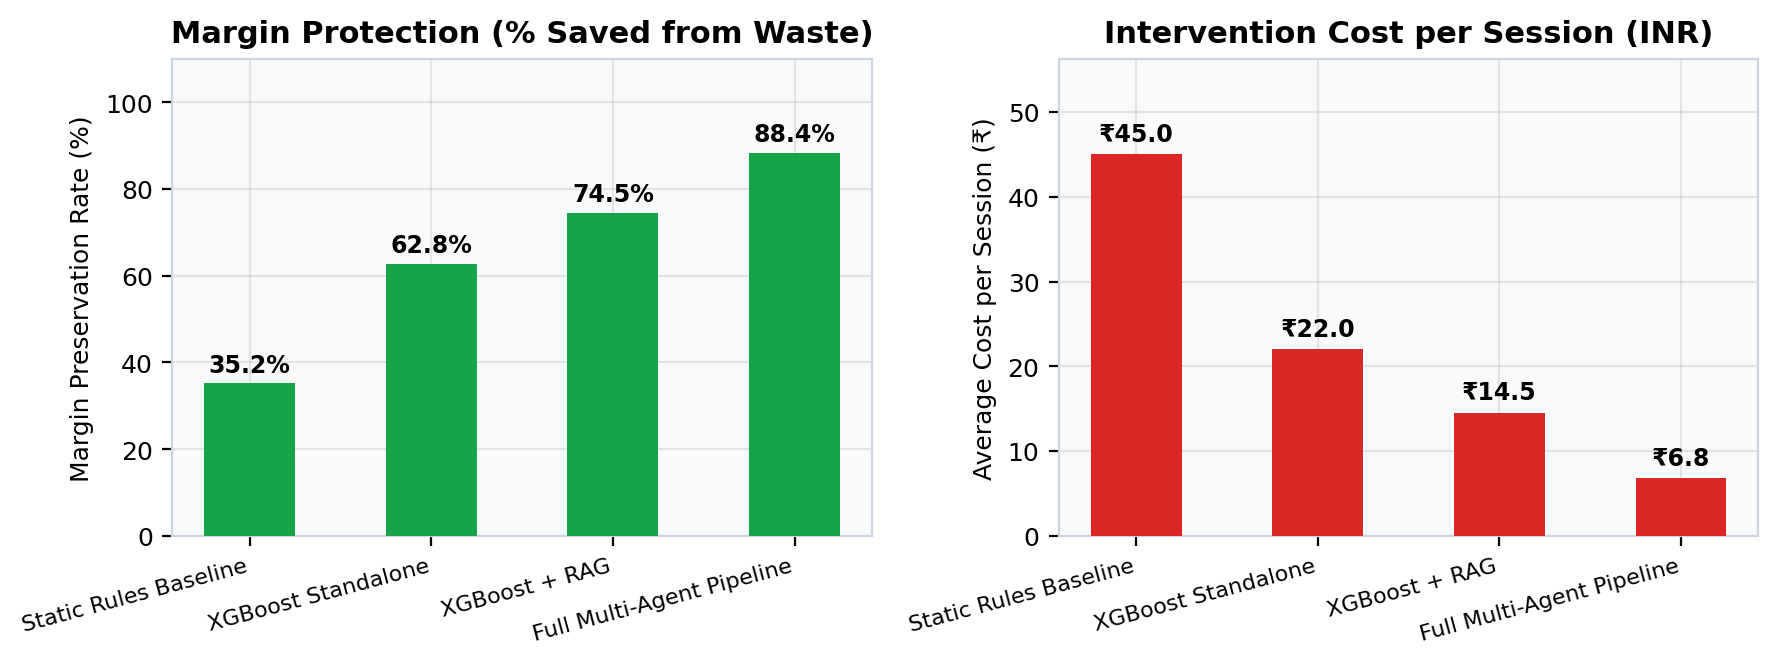 Margin Protection (% Saved from Waste)
Margin Preservation Rate (%)
100
80
60
40
20
0
35.2%
62.8%
74.5%
88.4%
Static Rules Baseline
XGBoost Standalone
XGBoost + RAG
Full Multi-Agent Pipeline
Intervention Cost per Session (INR)
Average Cost per Session (₹)
50
40
30
20
10
0
₹45.0
₹22.0
₹14.5
₹6.8
Static Rules Baseline
XGBoost Standalone
XGBoost + RAG
Full Multi-Agent Pipeline